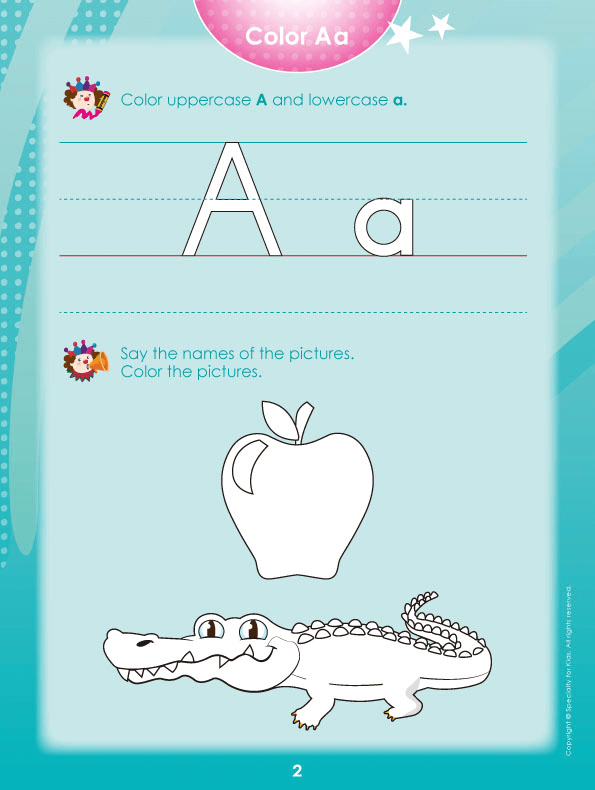 Color Aa
Color uppercase A and lowercase a.
A a
Say the names of the pictures.
Color the pictures.
Copyright © Specialty for Kids. All rights reserved.
2